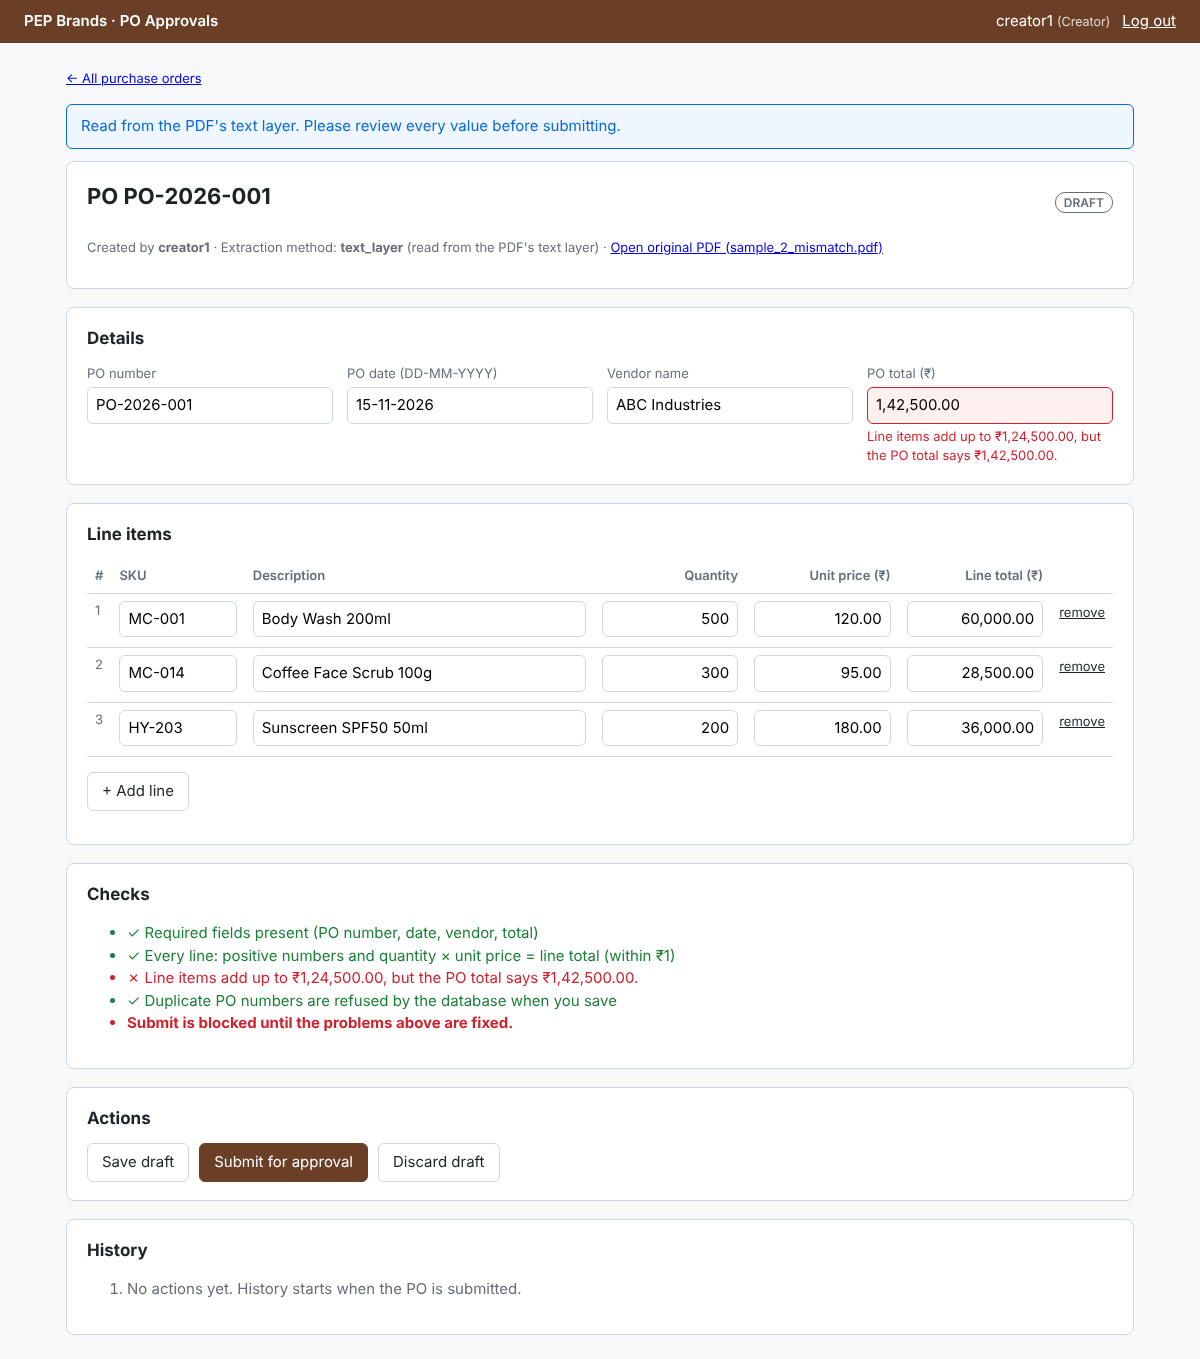 PEP Brands · PO Approvals
creator1 (Creator) Log out
← All purchase orders
Read from the PDF's text layer. Please review every value before submitting.
PO PO-2026-001
DRAFT
Created by creator1 · Extraction method: text_layer (read from the PDF's text layer) · Open original PDF (sample_2_mismatch.pdf)
Details
PO number PO date (DD-MM-YYYY) Vendor name PO total (₹)
PO-2026-001 15-11-2026 ABC Industries 1,42,500.00
Line items add up to ₹1,24,500.00, but
the PO total says ₹1,42,500.00.
Line items
# SKU Description Quantity Unit price (₹) Line total (₹)
1 MC-001 Body Wash 200ml 500 120.00 60,000.00 remove
2 MC-014 Coffee Face Scrub 100g 300 95.00 28,500.00 remove
3 HY-203 Sunscreen SPF50 50ml 200 180.00 36,000.00 remove
+ Add line
Checks
• ✓ Required fields present (PO number, date, vendor, total)
• ✓ Every line: positive numbers and quantity × unit price = line total (within ₹1)
• ✕ Line items add up to ₹1,24,500.00, but the PO total says ₹1,42,500.00.
• ✓ Duplicate PO numbers are refused by the database when you save
• Submit is blocked until the problems above are fixed.
Actions
Save draft Submit for approval Discard draft
History
1. No actions yet. History starts when the PO is submitted.